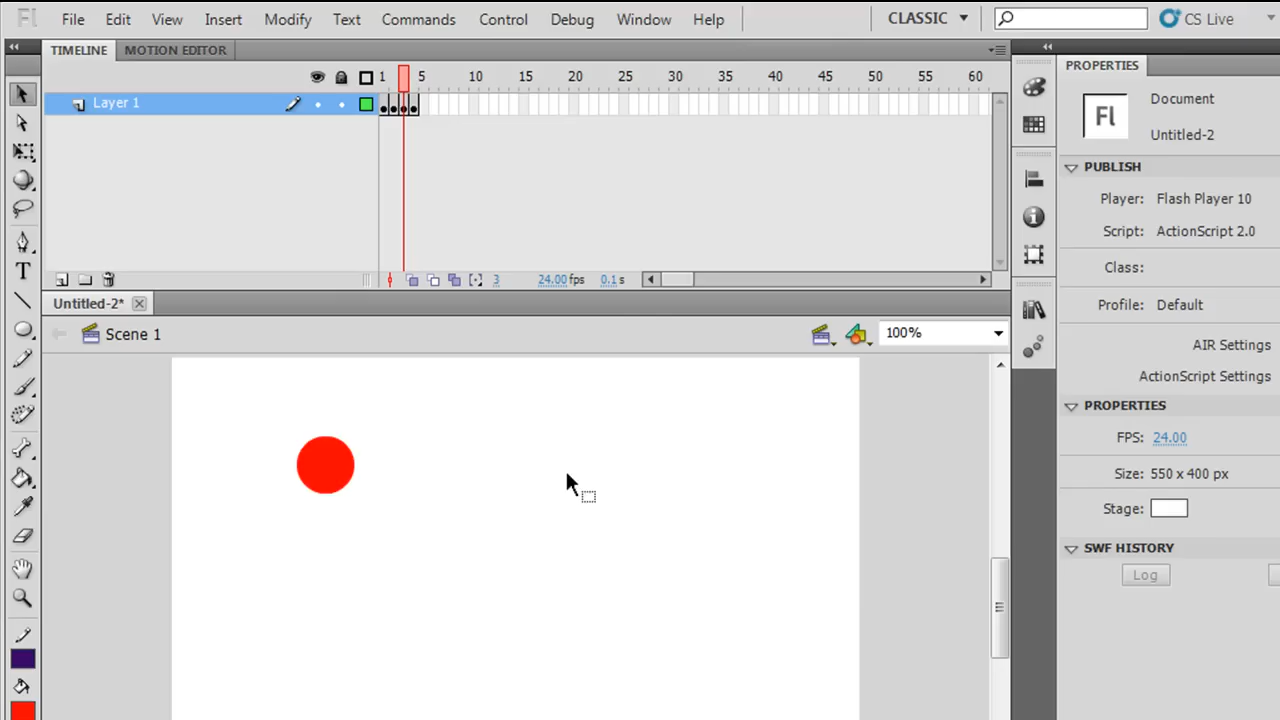 Fl File Edit View Insert Modify Text Commands Control Debug Window Help CLASSIC CS Live
TIMELINE MOTION EDITOR
1 5 10 15 20 25 30 35 40 45 50 55 60
Layer 1
3 24.00 fps 0.1 s
Untitled-2*
Scene 1 100%
T
PROPERTIES
Fl
Document
Untitled-2
PUBLISH
Player: Flash Player 10
Script: ActionScript 2.0
Class:
Profile: Default
AIR Settings
ActionScript Settings
PROPERTIES
FPS: 24.00
Size: 550 x 400 px
Stage:
SWF HISTORY
Log